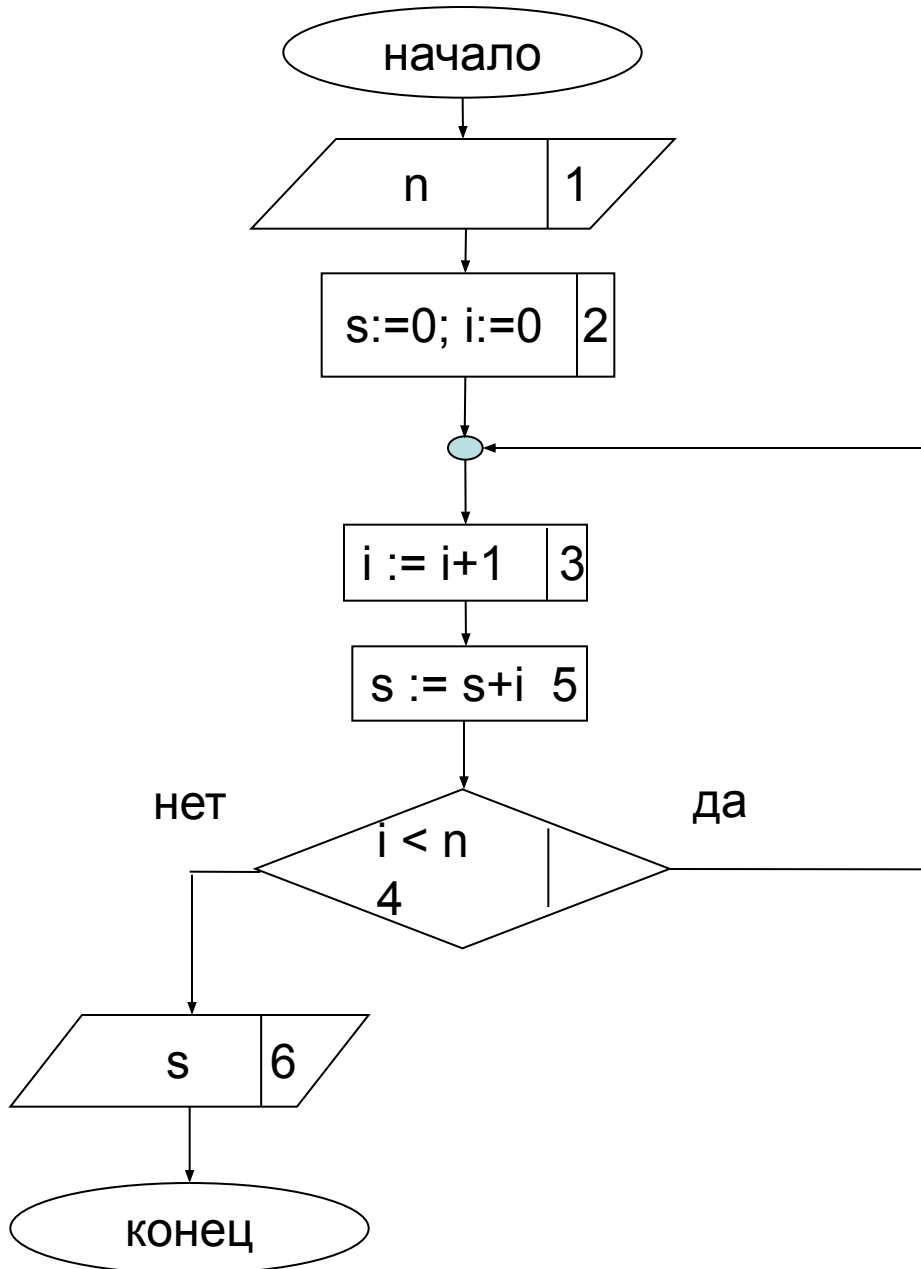 начало
n 1
s:=0; i:=0 2
i := i+1 3
s := s+i 5
нет
да
i < n
4
s 6
конец